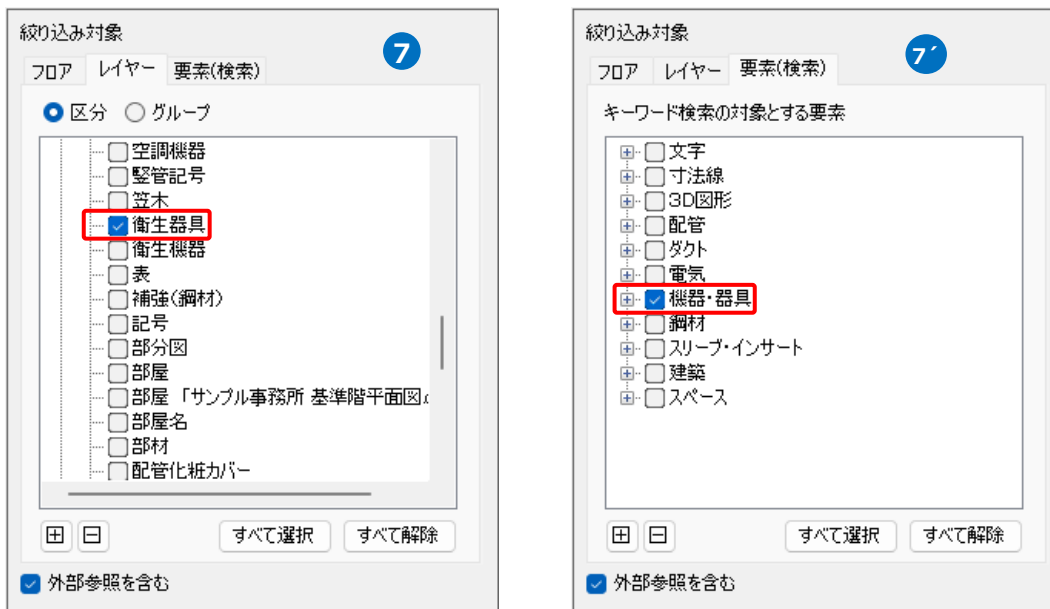 絞り込み対象
7
フロア レイヤー 要素(検索)
区分 グループ
空調機器
竪管記号
笠木
衛生器具
衛生機器
表
補強(鋼材)
記号
部分図
部屋
部屋 「サンプル事務所 基準階平面図
部屋名
部材
配管化粧カバー
すべて選択 すべて解除
外部参照を含む
絞り込み対象
7´
フロア レイヤー 要素(検索)
キーワード検索の対象とする要素
文字
寸法線
3D図形
配管
ダクト
電気
機器・器具
鋼材
スリーブ・インサート
建築
スペース
すべて選択 すべて解除
外部参照を含む